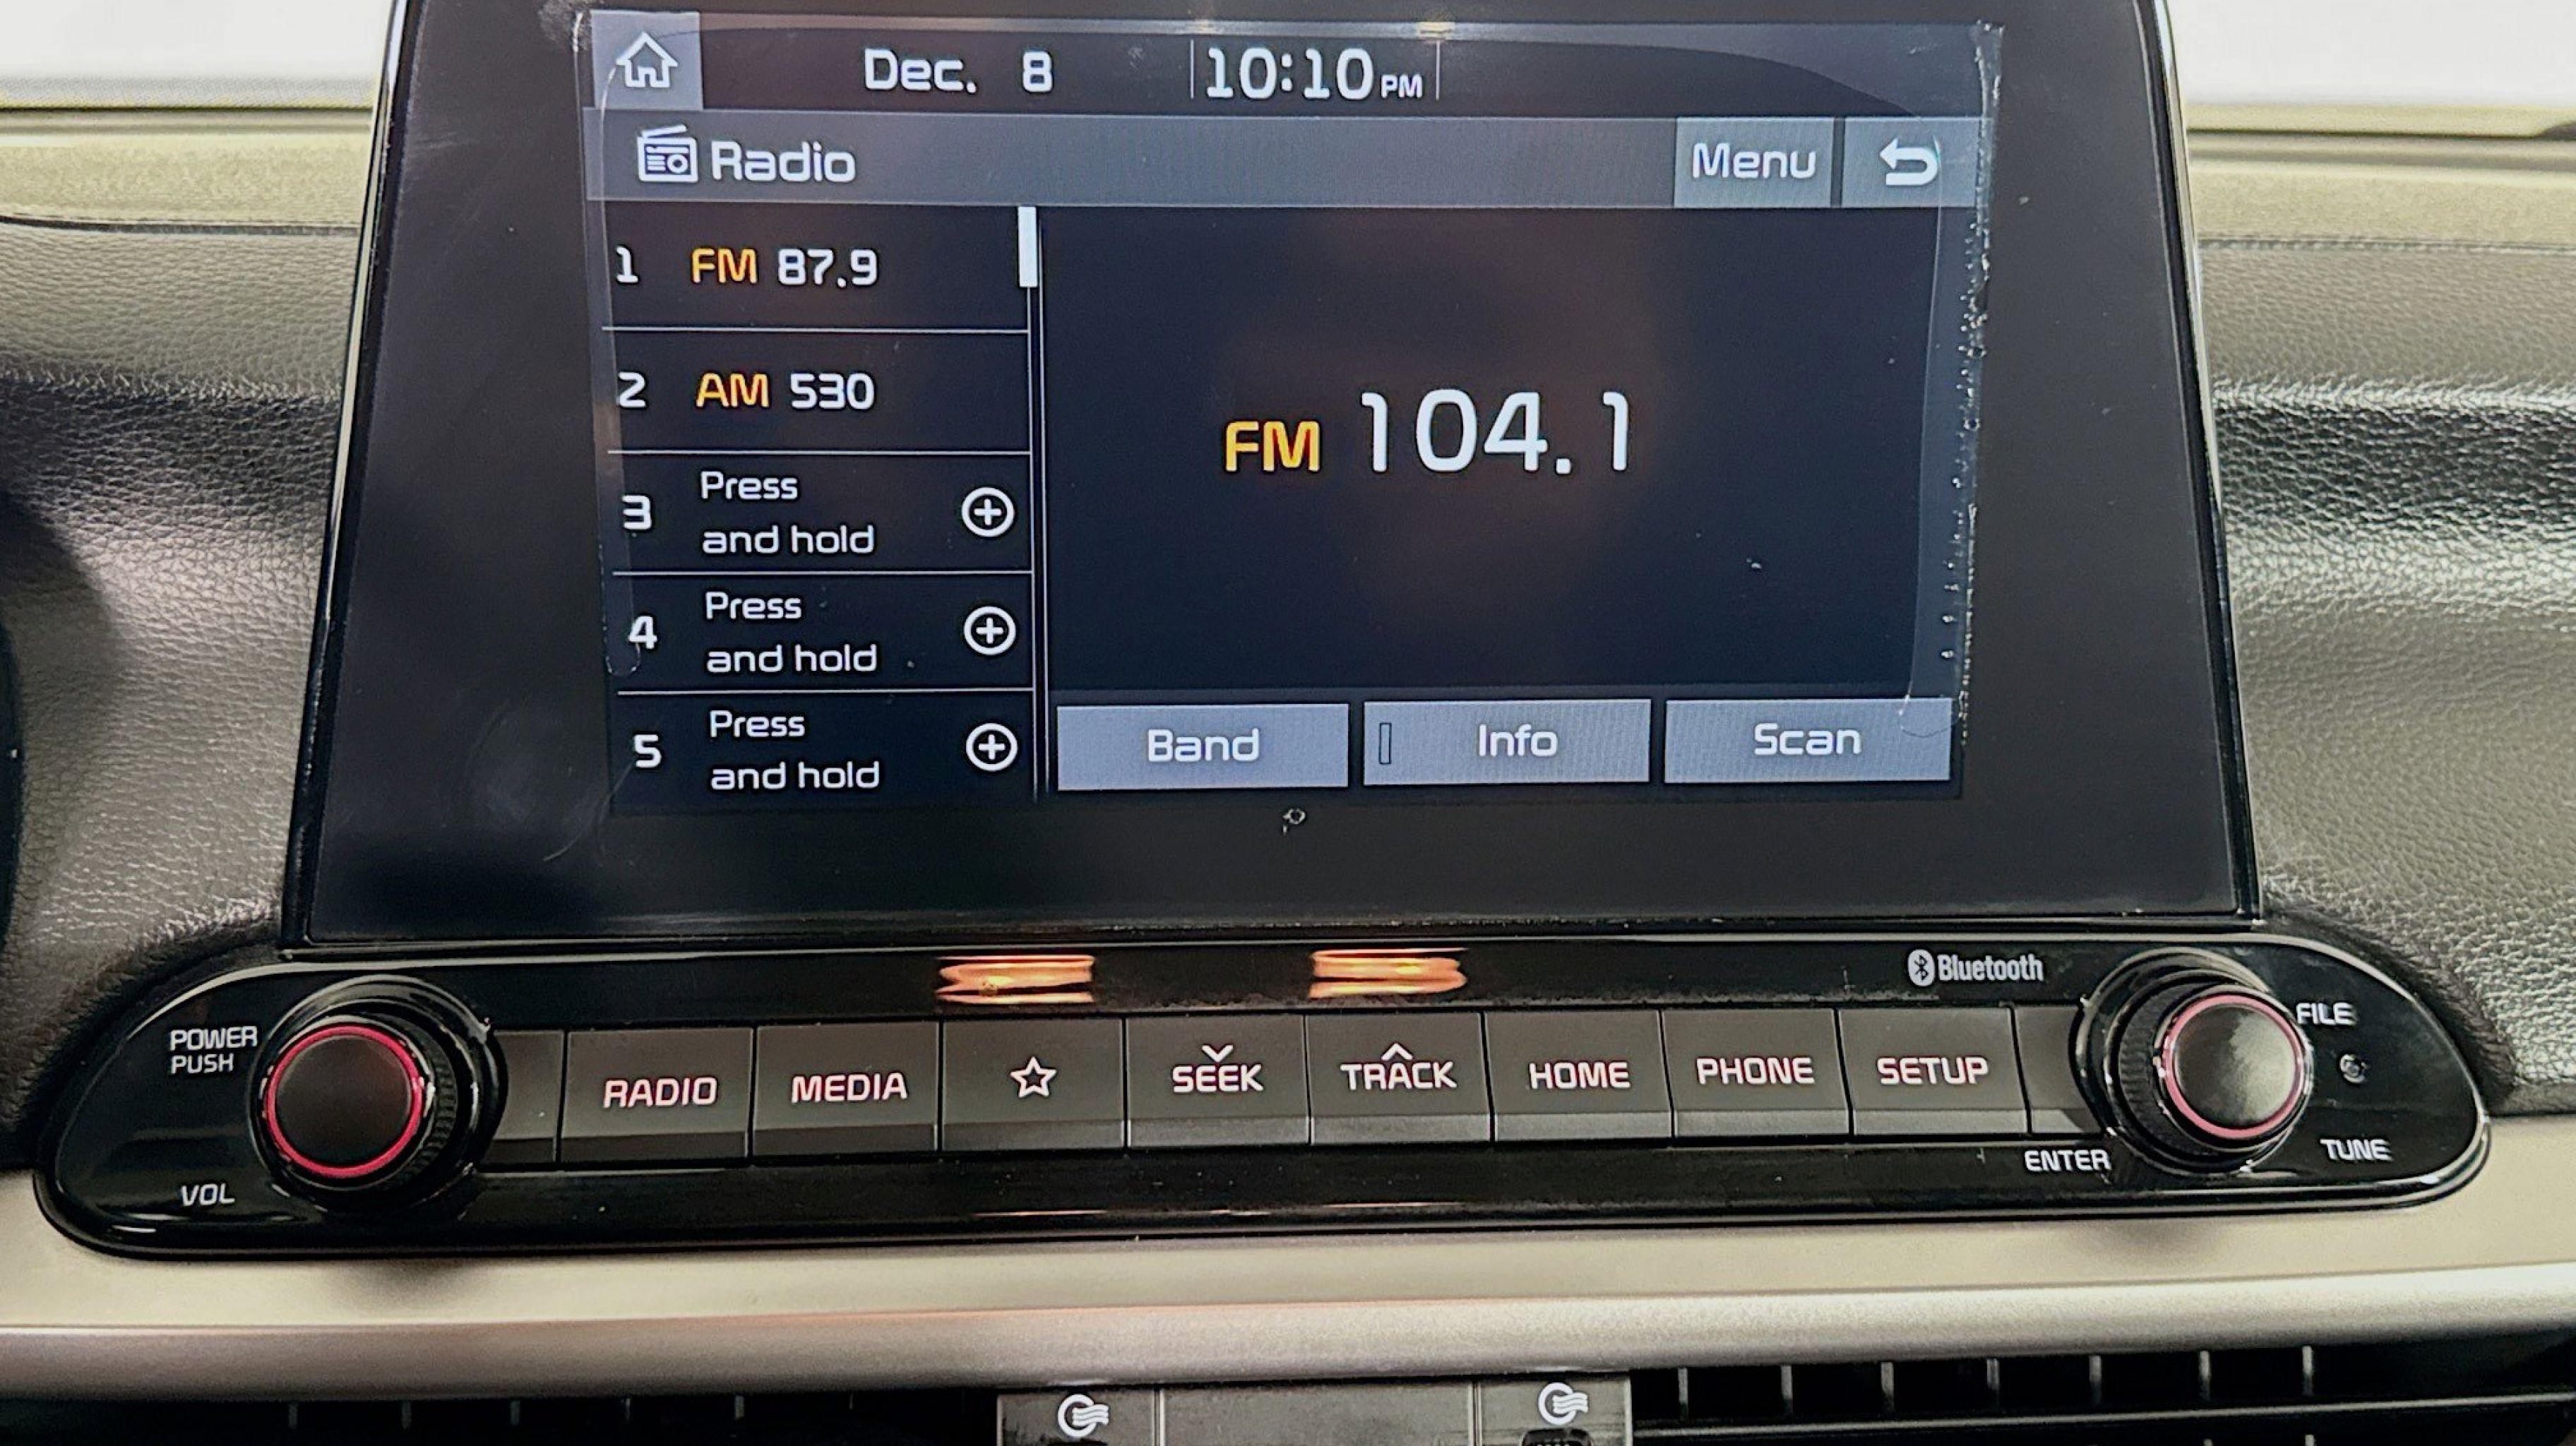 Dec. 8 10:10 PM
Radio Menu
1 FM 87.9
2 AM 530
FM 104.1
3 Press
and hold
4 Press
and hold
5 Press
and hold
Band Info Scan
Bluetooth
POWER
PUSH
VOL
RADIO MEDIA SEEK TRACK HOME PHONE SETUP
FILE
TUNE
ENTER